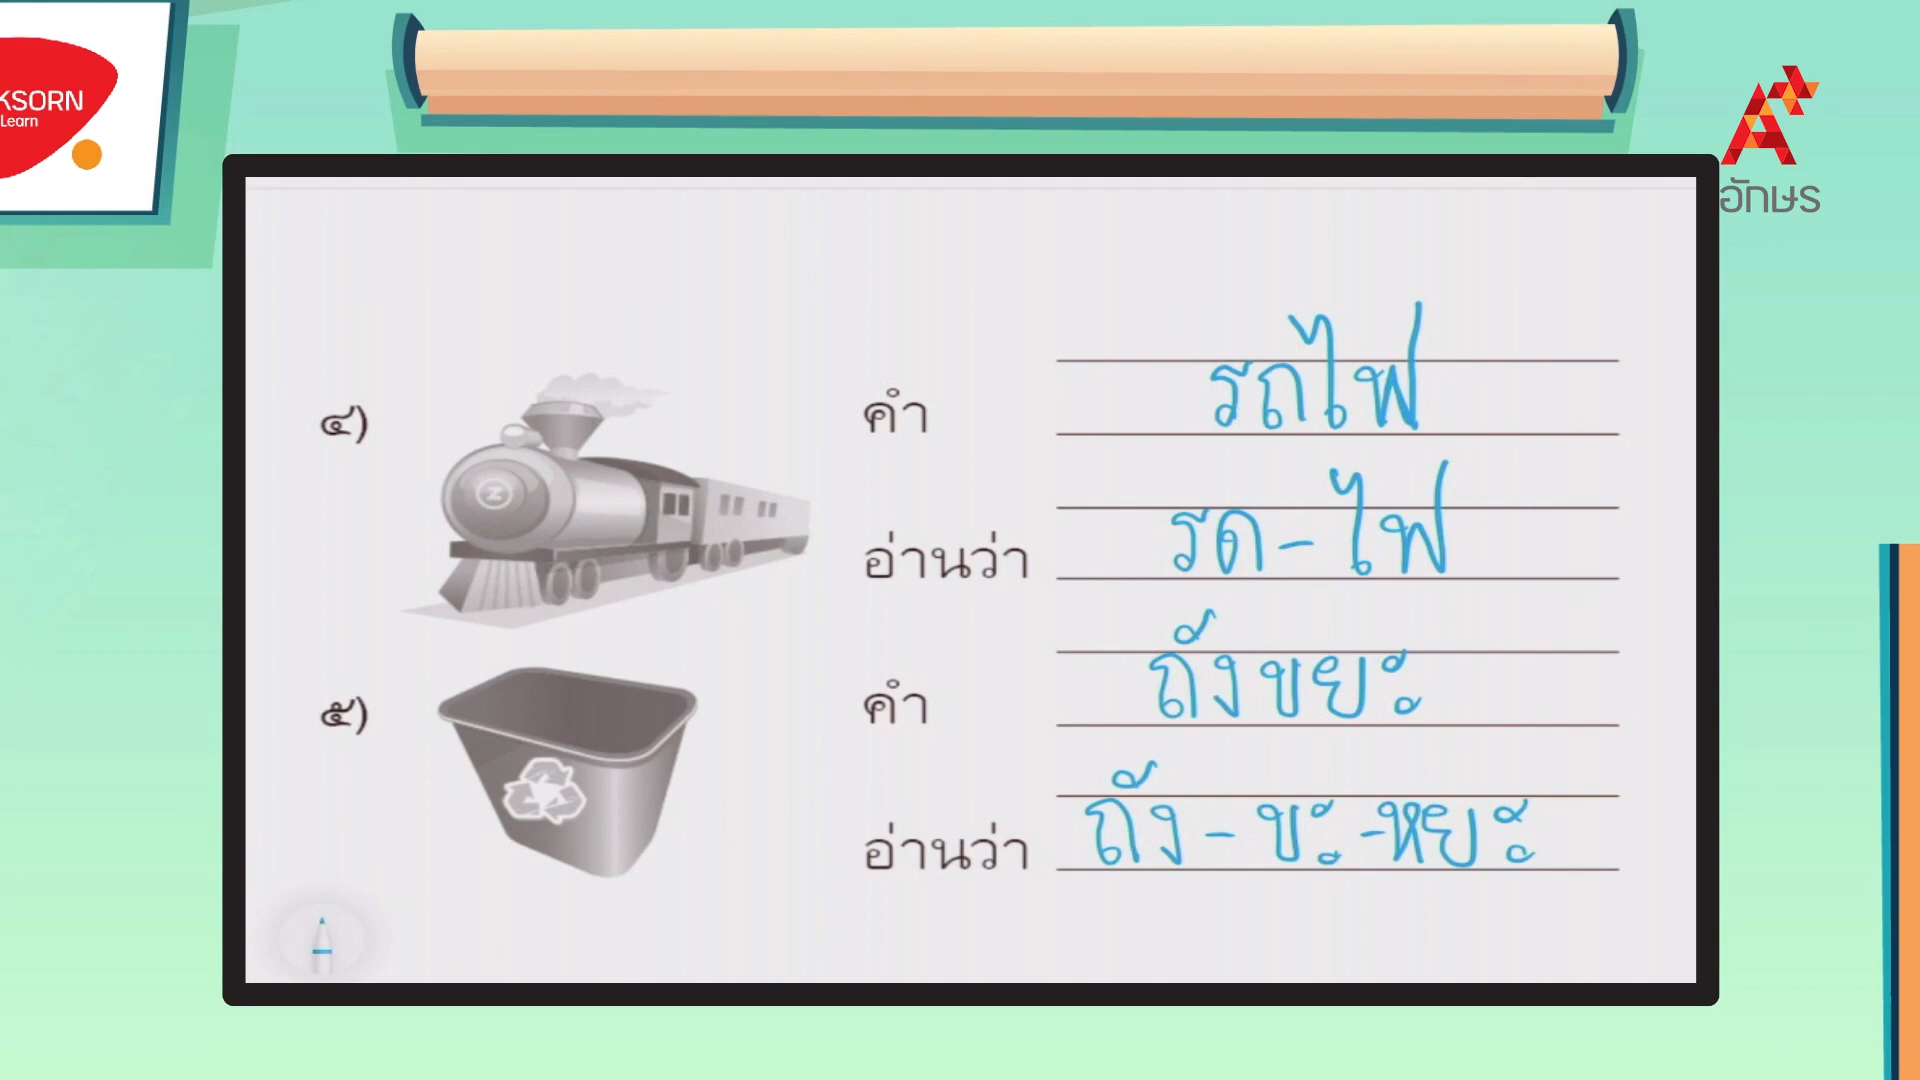 KSORN
Learn
อักษร
๔)
คำ
รถไฟ
อ่านว่า
รด-ไฟ
๕)
คำ
ถังขยะ
อ่านว่า
ถัง-ขะ-หยะ